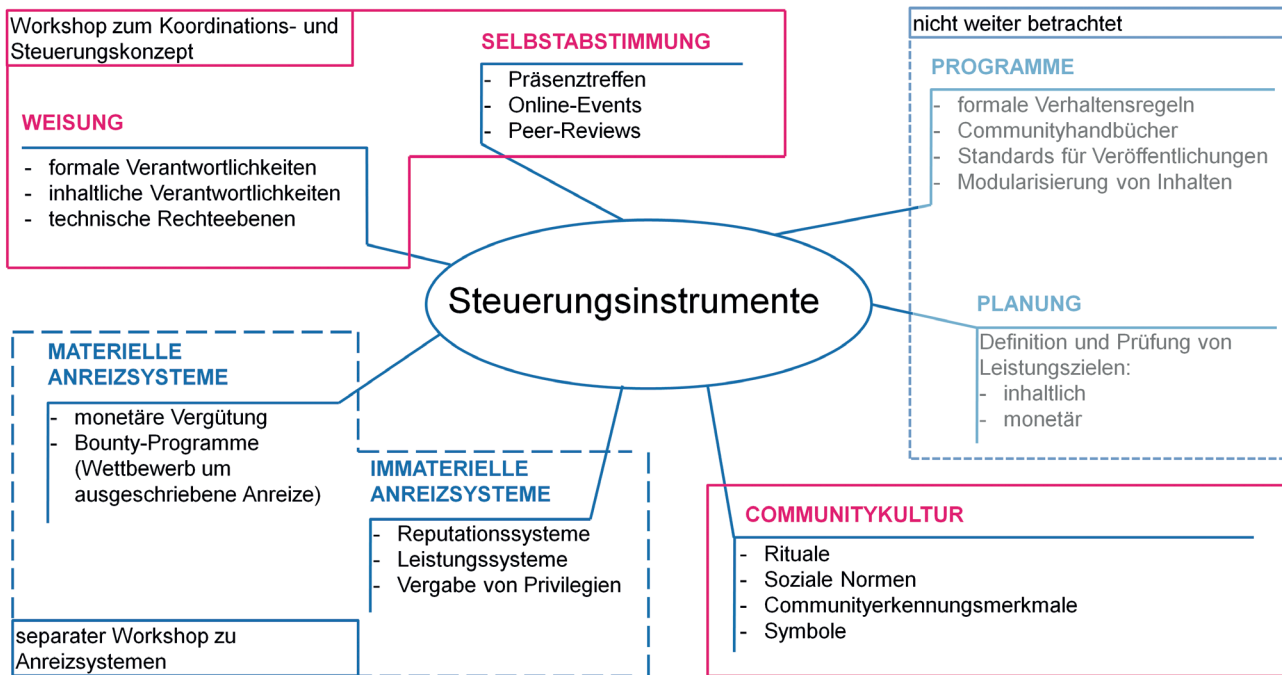 Workshop zum Koordinations- und
Steuerungskonzept
WEISUNG
- formale Verantwortlichkeiten
- inhaltliche Verantwortlichkeiten
- technische Rechteebenen
SELBSTABSTIMMUNG
- Präsenztreffen
- Online-Events
- Peer-Reviews
nicht weiter betrachtet
PROGRAMME
- formale Verhaltensregeln
- Communityhandbücher
- Standards für Veröffentlichungen
- Modularisierung von Inhalten
Steuerungsinstrumente
PLANUNG
Definition und Prüfung von
Leistungszielen:
- inhaltlich
- monetär
MATERIELLE
ANREIZSYSTEME
- monetäre Vergütung
- Bounty-Programme
(Wettbewerb um
ausgeschriebene Anreize)
IMMATERIELLE
ANREIZSYSTEME
- Reputationssysteme
- Leistungssysteme
- Vergabe von Privilegien
separater Workshop zu
Anreizsystemen
COMMUNITYKULTUR
- Rituale
- Soziale Normen
- Communityerkennungsmerkmale
- Symbole